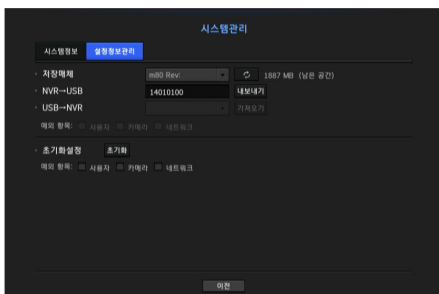 시스템관리
시스템정보 설정정보관리
저장매체 m80 Rev: 1887 MB (남은 공간)
NVR→USB 14010100 내보내기
USB→NVR 가져오기
예외 항목: 사용자 카메라 네트워크
초기화설정 초기화
예외 항목: 사용자 카메라 네트워크
이전